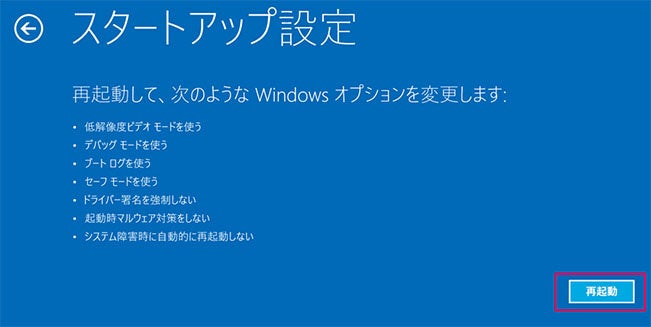 スタートアップ設定
再起動して、次のような Windows オプションを変更します:
• 低解像度ビデオ モードを使う
• デバッグ モードを使う
• ブート ログを使う
• セーフ モードを使う
• ドライバー署名を強制しない
• 起動時マルウェア対策をしない
• システム障害時に自動的に再起動しない
再起動